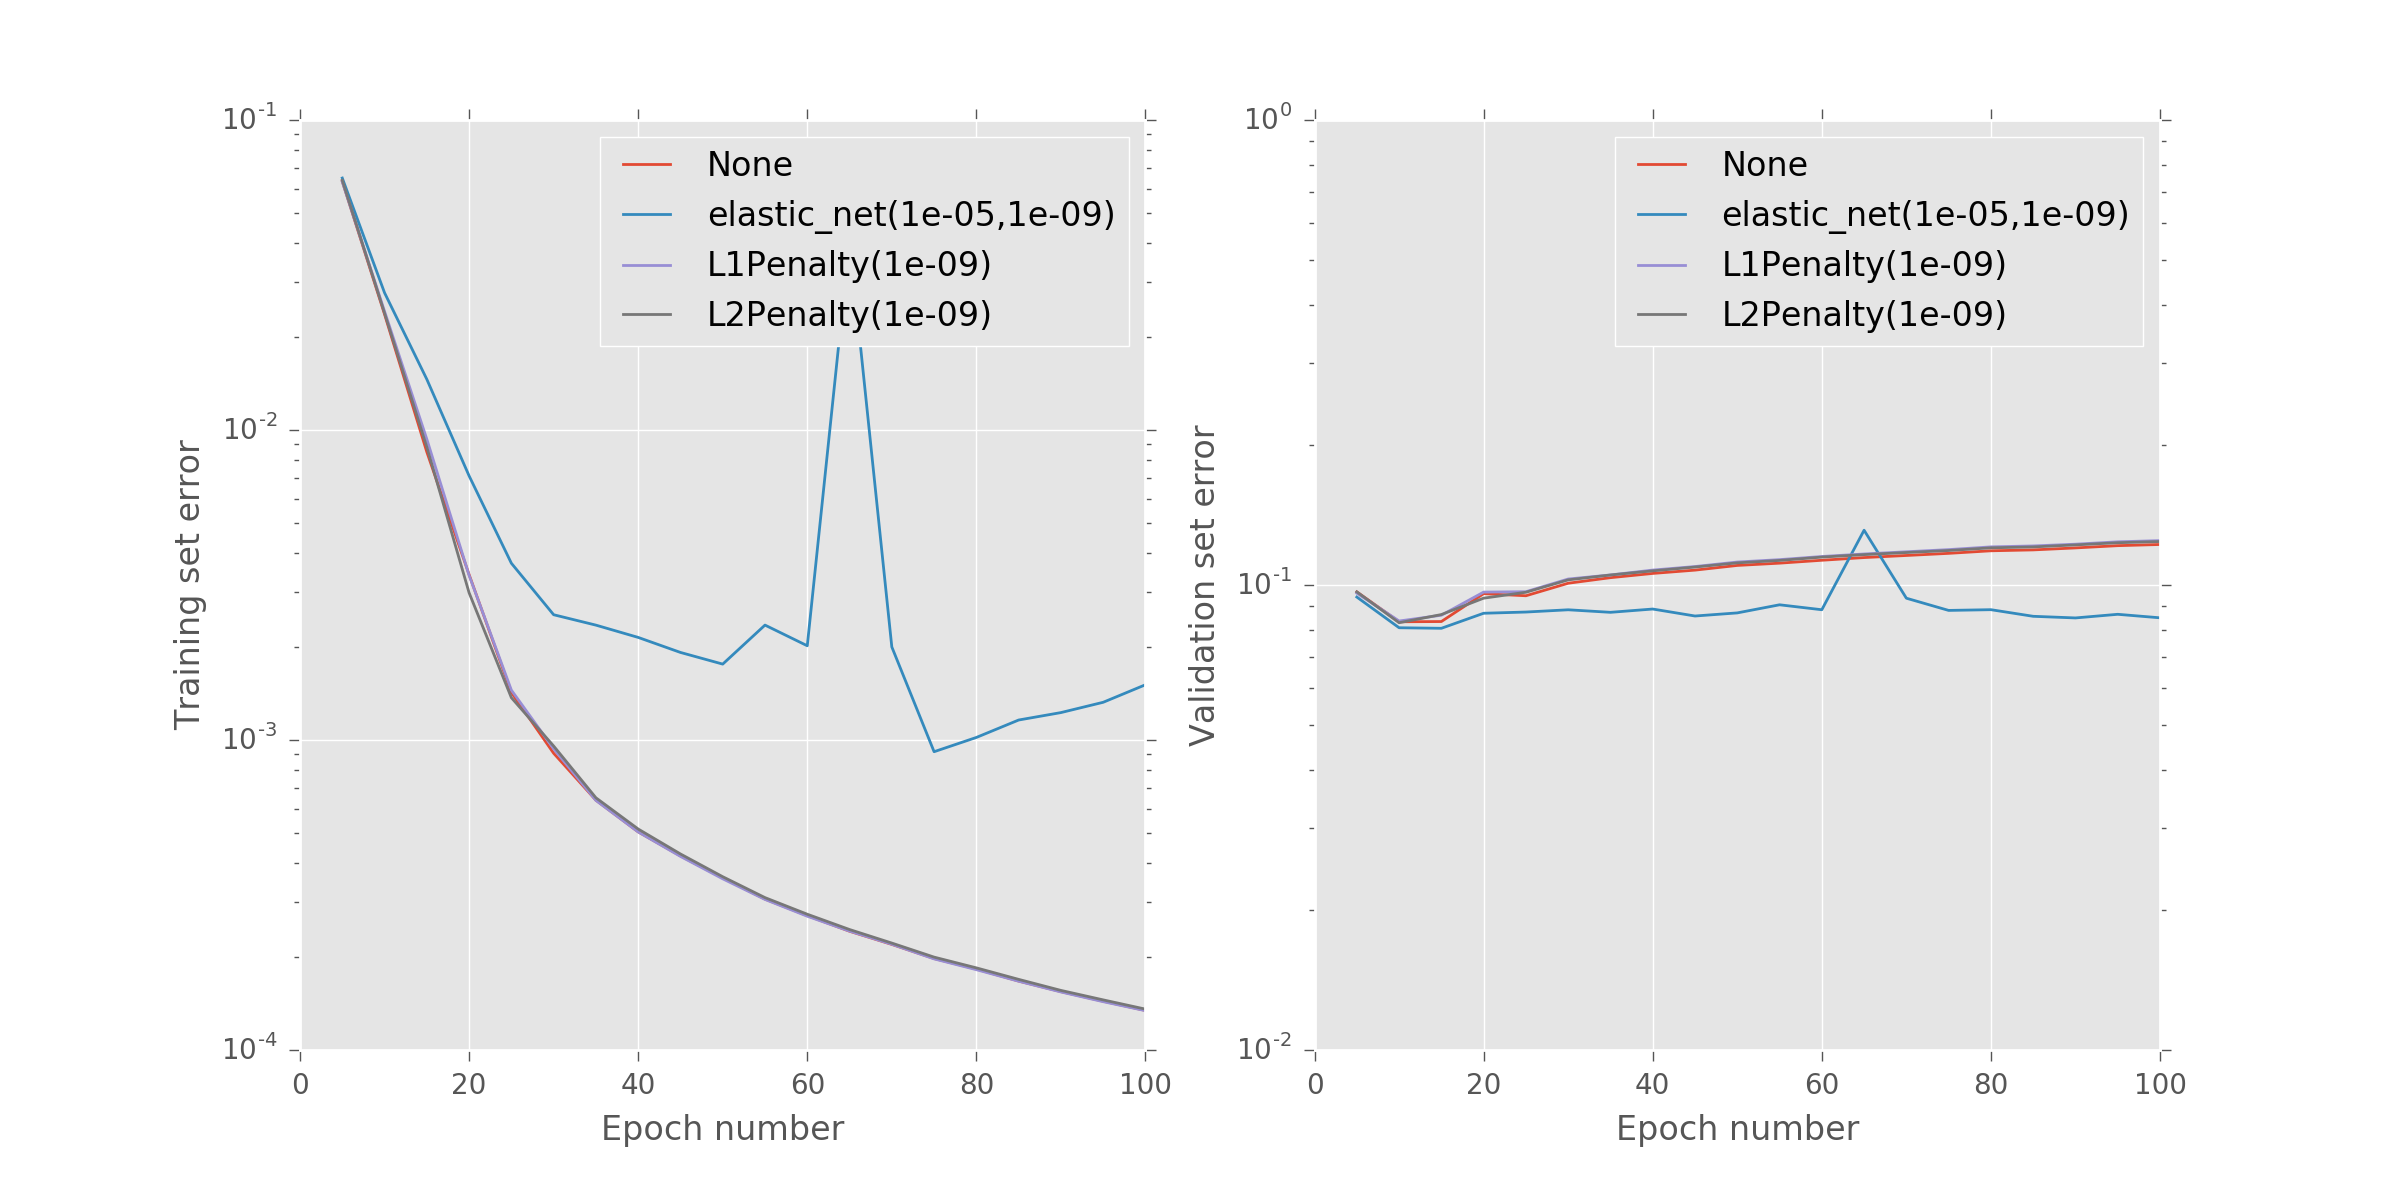 10^-1
10^-2
10^-3
10^-4
Training set error
0 20 40 60 80 100
Epoch number
None
elastic_net(1e-05,1e-09)
L1Penalty(1e-09)
L2Penalty(1e-09)
10^0
10^-1
10^-2
Validation set error
0 20 40 60 80 100
Epoch number
None
elastic_net(1e-05,1e-09)
L1Penalty(1e-09)
L2Penalty(1e-09)